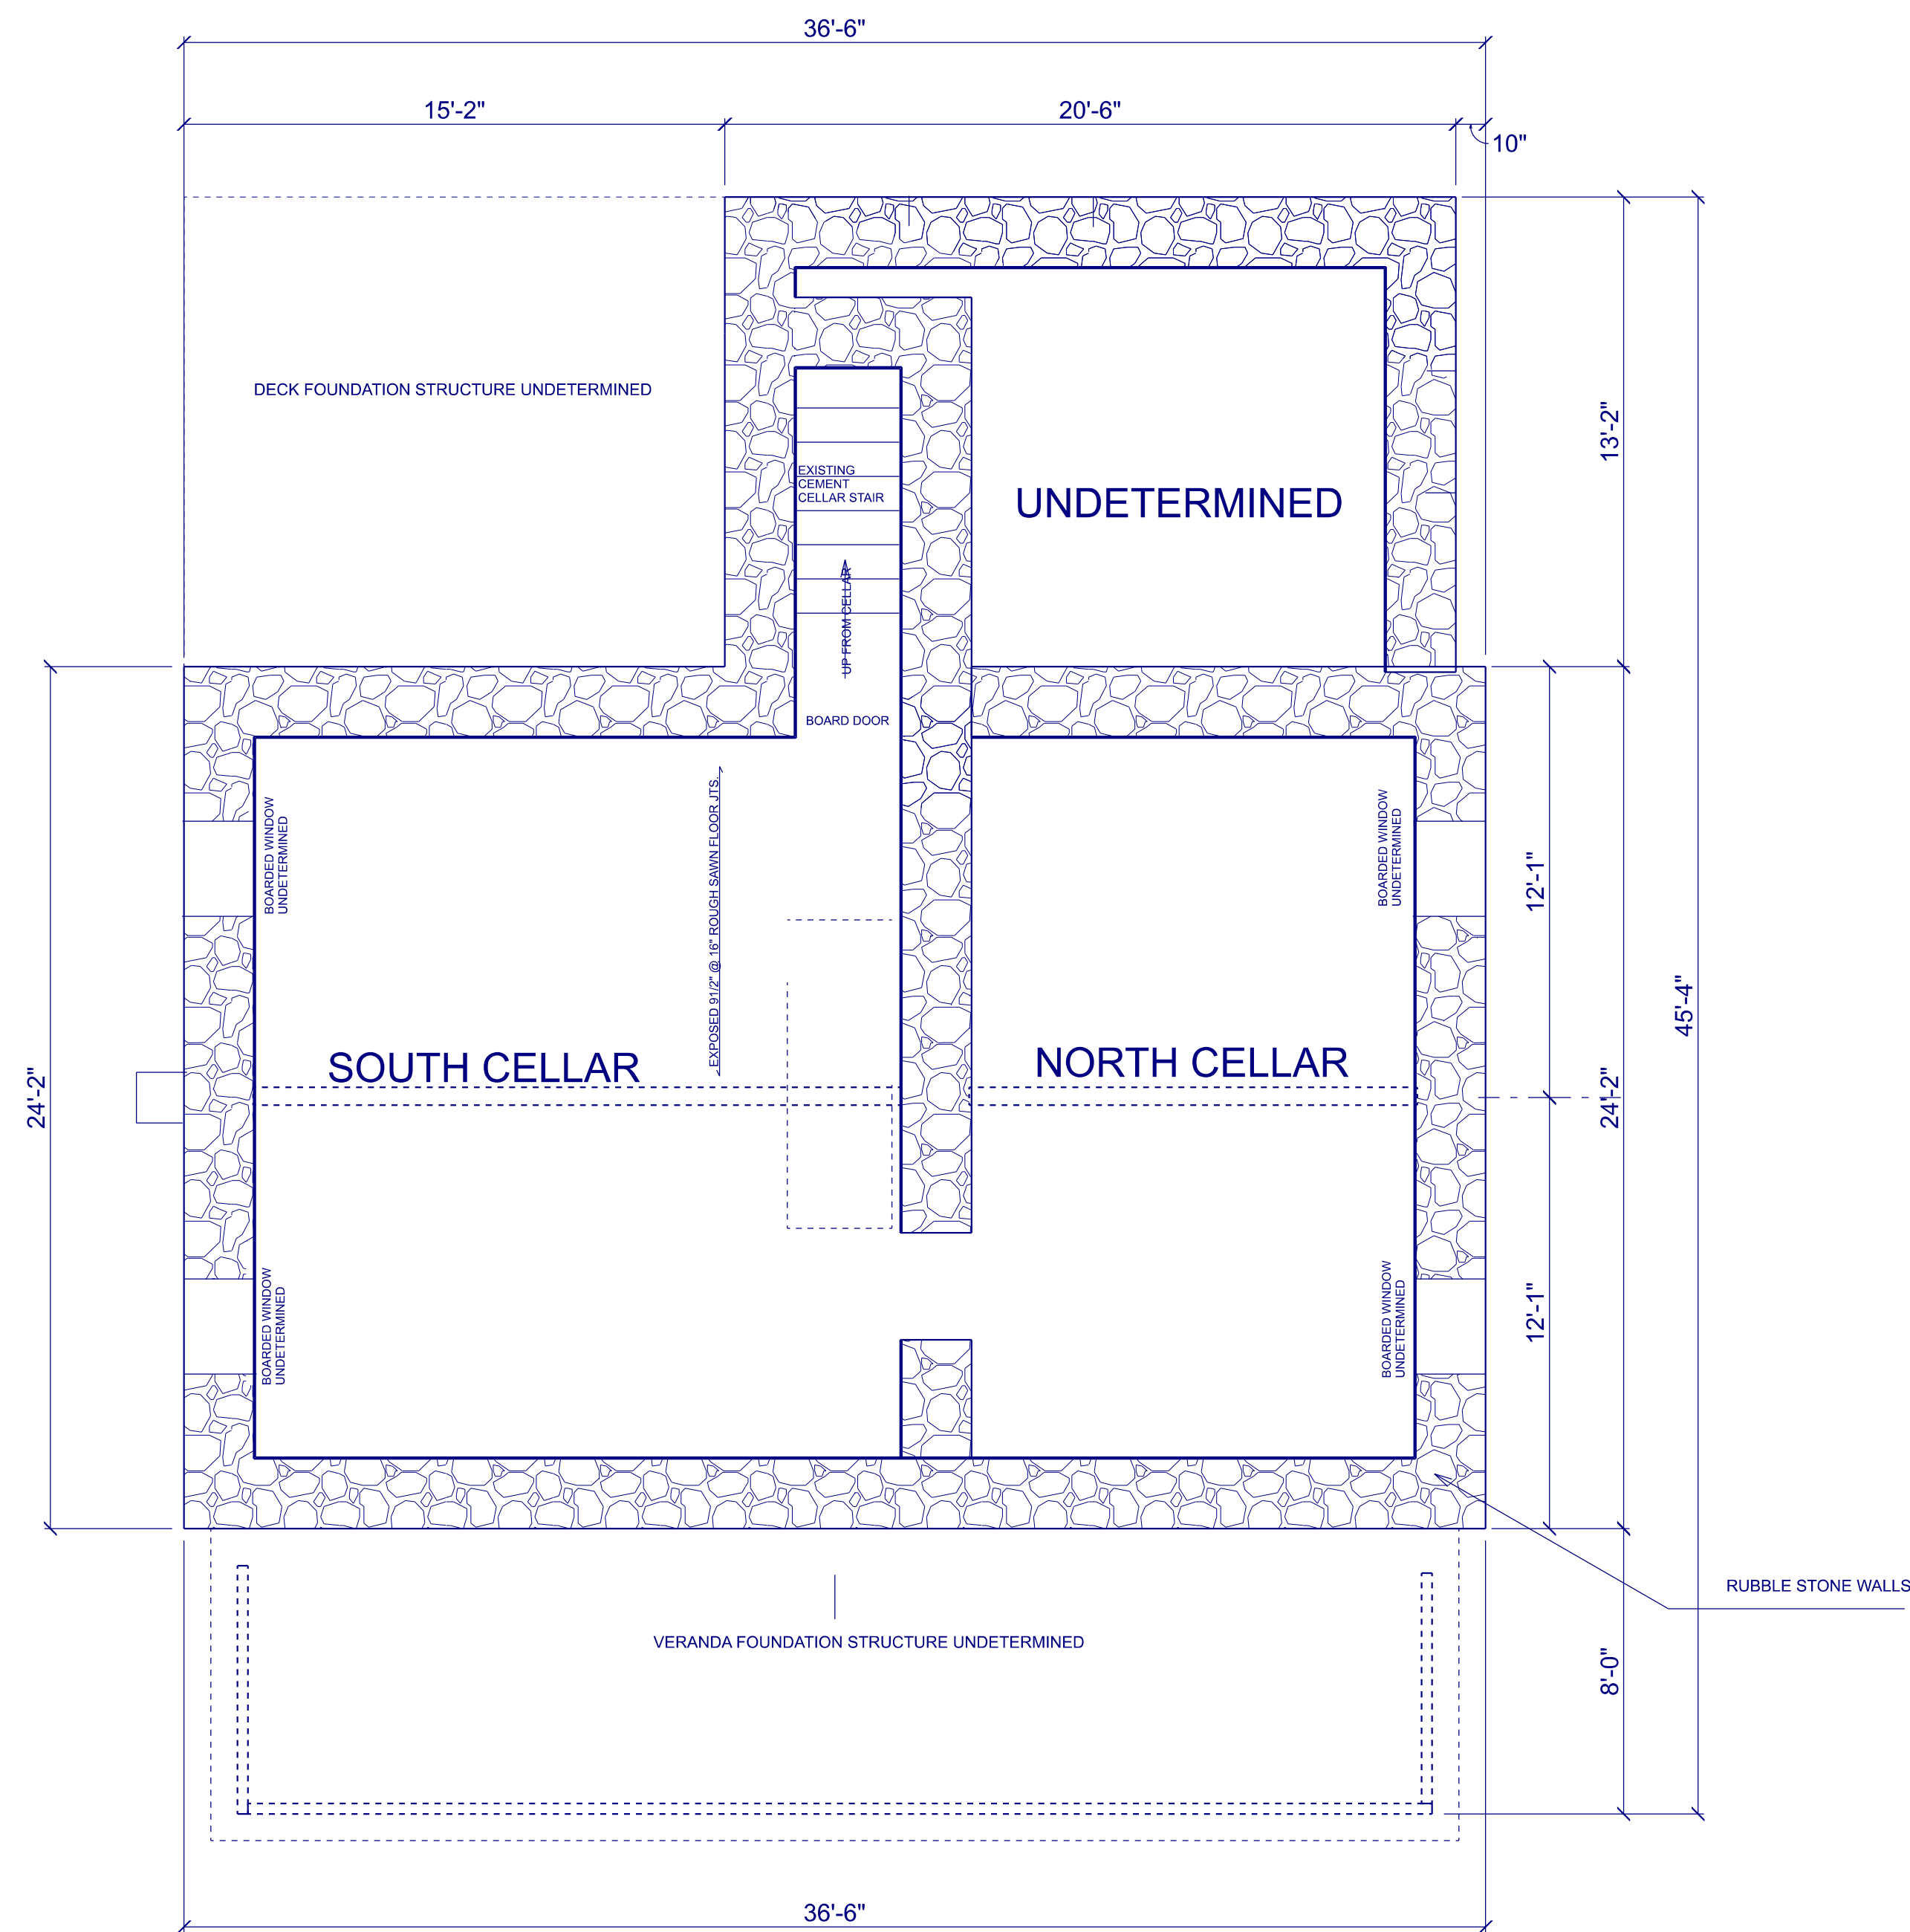 36'-6"
15'-2"
20'-6"
10"
DECK FOUNDATION STRUCTURE UNDETERMINED
13'-2"
EXISTING
CEMENT
CELLAR STAIR
UNDETERMINED
UP FROM CELLAR
BOARD DOOR
BOARDED WINDOW
UNDETERMINED
EXPOSED 91/2" @ 16" ROUGH SAWN FLOOR JTS.
BOARDED WINDOW
UNDETERMINED
12'-1"
45'-4"
24'-2"
SOUTH CELLAR
NORTH CELLAR
24'-2"
BOARDED WINDOW
UNDETERMINED
BOARDED WINDOW
UNDETERMINED
12'-1"
RUBBLE STONE WALLS
VERANDA FOUNDATION STRUCTURE UNDETERMINED
8'-0"
36'-6"